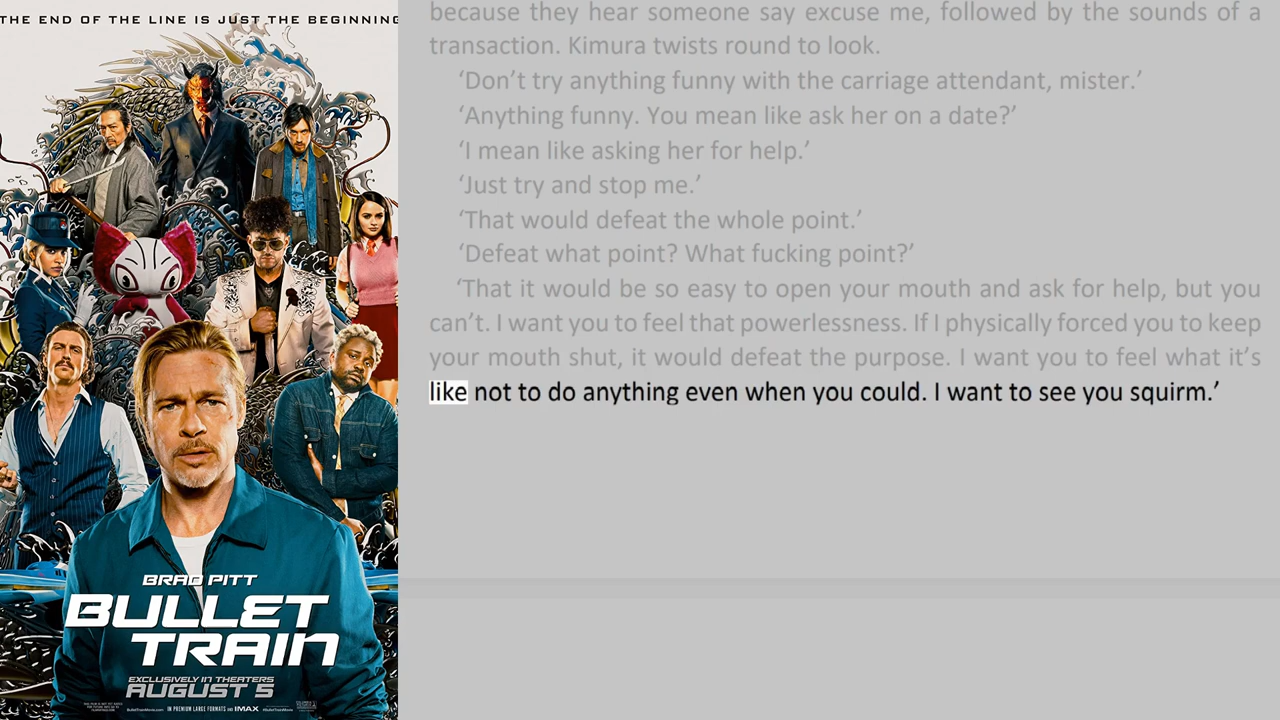 THE END OF THE LINE IS JUST THE BEGINNING
BRAD PITT
BULLET
TRAIN
EXCLUSIVELY IN THEATERS
AUGUST 5
BulletTrainMovie.com
IN PREMIUM LARGE FORMATS AND IMAX
#BulletTrainMovie
because they hear someone say excuse me, followed by the sounds of a
transaction. Kimura twists round to look.
‘Don’t try anything funny with the carriage attendant, mister.’
‘Anything funny. You mean like ask her on a date?’
‘I mean like asking her for help.’
‘Just try and stop me.’
‘That would defeat the whole point.’
‘Defeat what point? What fucking point?’
‘That it would be so easy to open your mouth and ask for help, but you
can’t. I want you to feel that powerlessness. If I physically forced you to keep
your mouth shut, it would defeat the purpose. I want you to feel what it’s
like not to do anything even when you could. I want to see you squirm.’